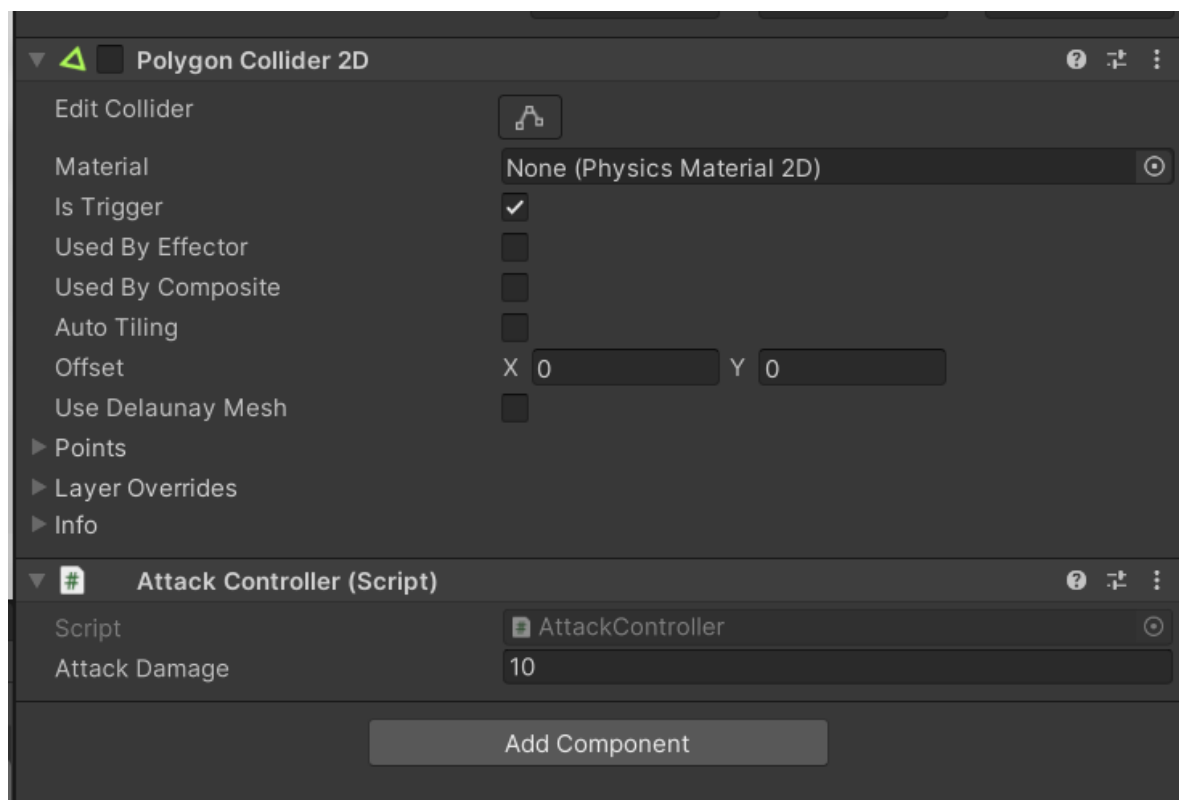 Polygon Collider 2D
Edit Collider
Material None (Physics Material 2D)
Is Trigger
Used By Effector
Used By Composite
Auto Tiling
Offset X 0 Y 0
Use Delaunay Mesh
Points
Layer Overrides
Info
# Attack Controller (Script)
Script # AttackController
Attack Damage 10
Add Component